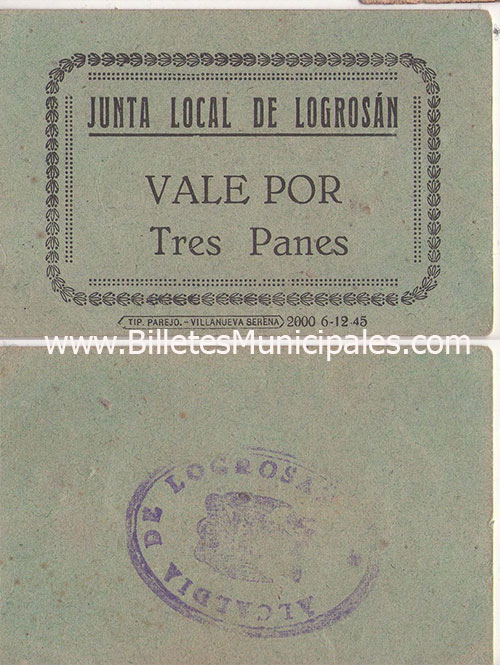 JUNTA LOCAL DE LOGROSÁN
VALE POR
Tres Panes
TIP. PAREJO.-VILLANUEVA SERENA 2000 6-12-45
www.BilletesMunicipales.com
ALCALDIA DE LOGROSAN